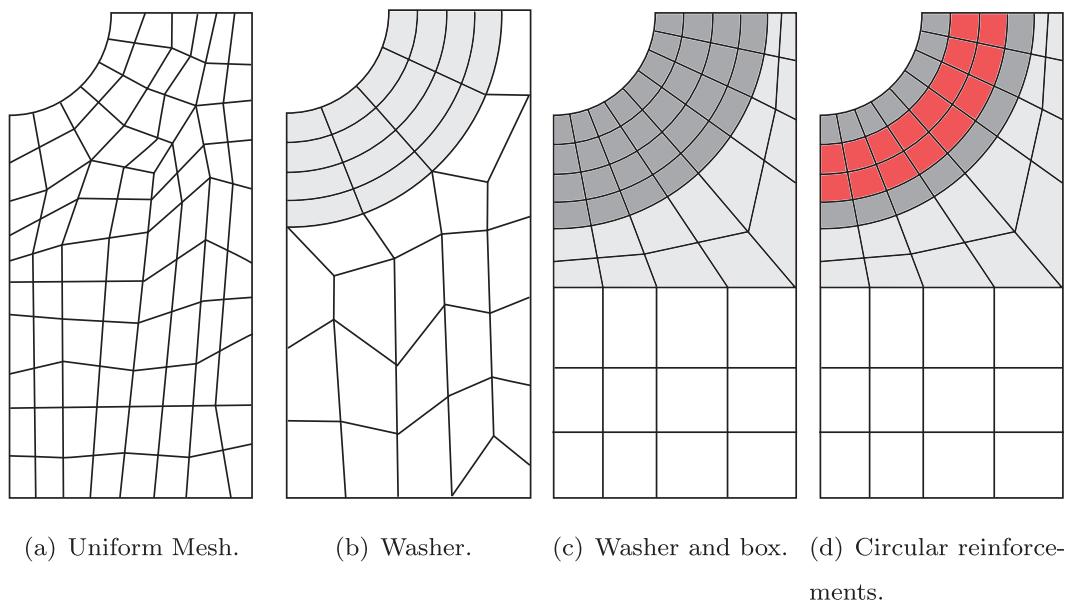 (a) Uniform Mesh.
(b) Washer.
(c) Washer and box.
(d) Circular reinforce-
ments.